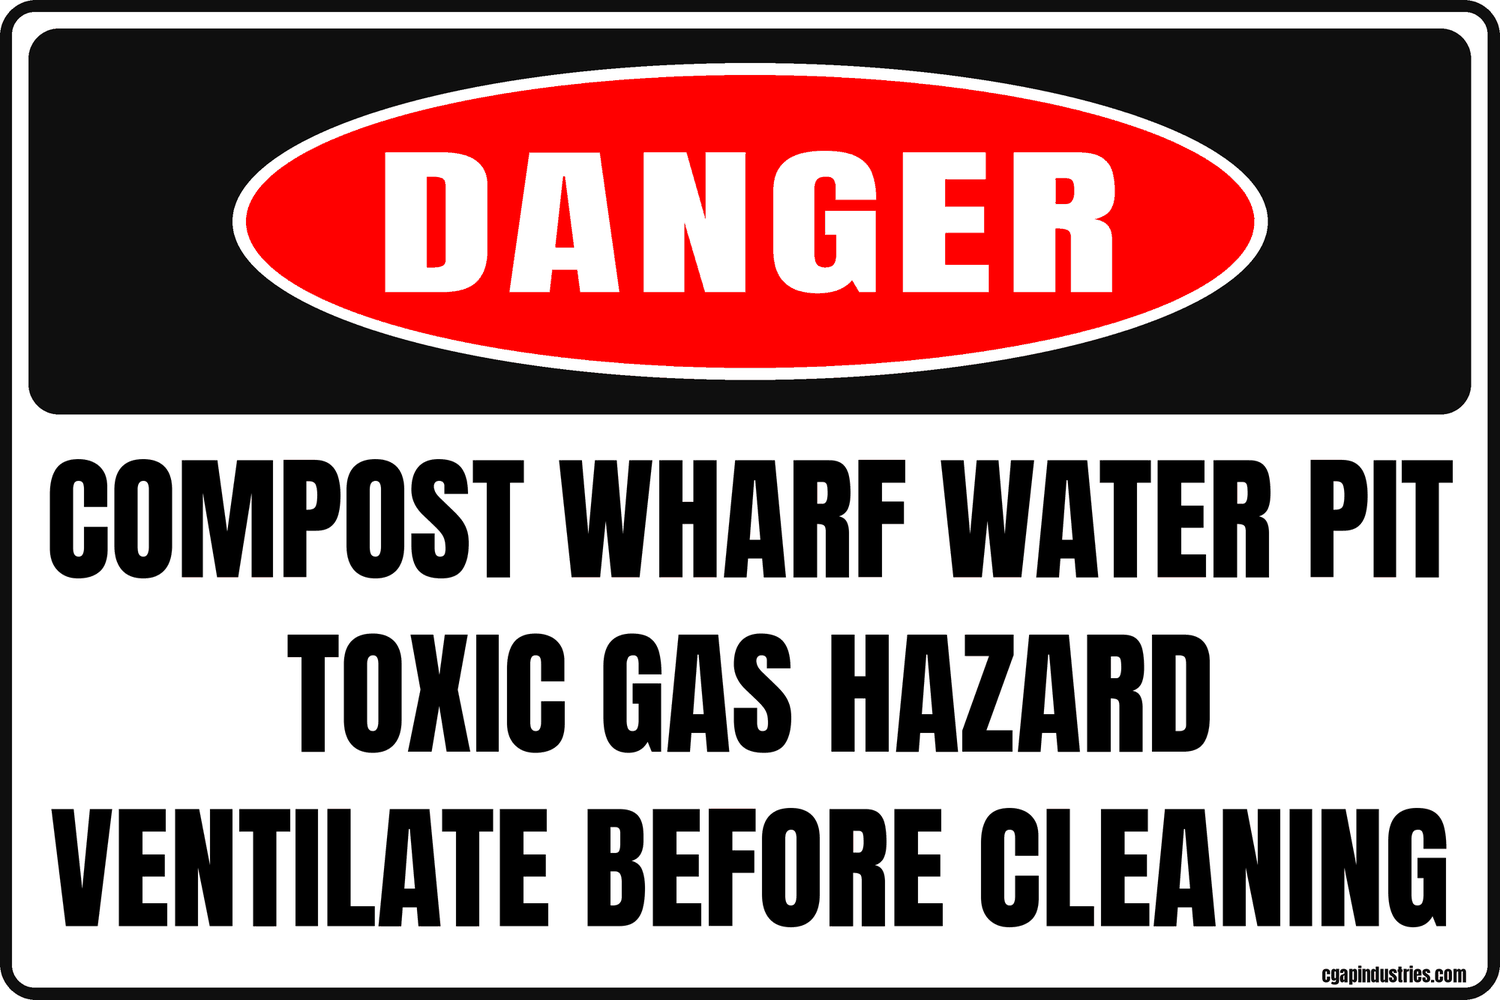 DANGER
COMPOST WHARF WATER PIT
TOXIC GAS HAZARD
VENTILATE BEFORE CLEANING
cgapindustries.com